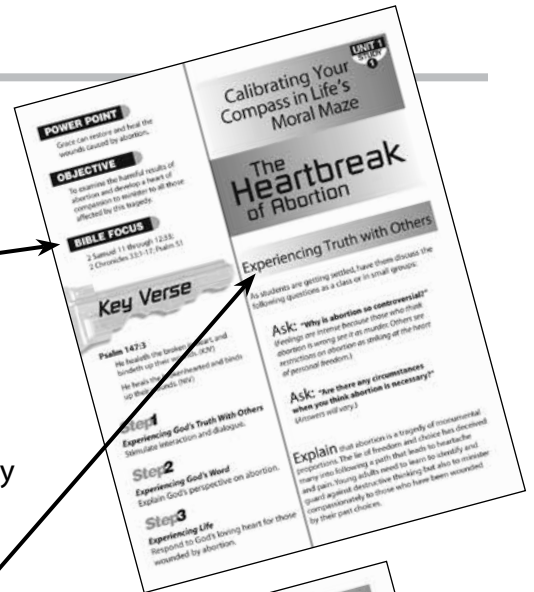 POWER POINT
Grace can restore and heal the
wounds caused by abortion.
OBJECTIVE
To examine the harmful results of
abortion and develop a heart of
compassion to minister to all those
affected by this tragedy.
BIBLE FOCUS
2 Samuel 11 through 12:33;
2 Chronicles 33:1-17; Psalm 51
Key Verse
Psalm 147:3
He healeth the broken in heart, and
bindeth up their wounds. (KJV)
He heals the brokenhearted and binds
up their wounds. (NIV)
Step1
Experiencing God's Truth With Others
Stimulate interaction and dialogue.
Step2
Experiencing God's Word
Explain God's perspective on abortion.
Step3
Experiencing Life
Respond to God's loving heart for those
wounded by abortion.
UNIT 1
STUDY
1
Calibrating Your
Compass in Life's
Moral Maze
The
Heartbreak
of Abortion
Experiencing Truth with Others
As students are getting settled, have them discuss the
following questions as a class or in small groups:
Ask: "Why is abortion so controversial?"
(Feelings are intense because those who think
abortion is wrong see it as murder. Others see
restrictions on abortion as striking at the heart
of personal freedom.)
Ask: "Are there any circumstances
when you think abortion is necessary?"
(Answers will vary.)
Explain that abortion is a tragedy of monumental
proportions. The lie of freedom and choice has deceived
many into following a path that leads to heartache
and pain. Young adults need to learn to identify and
guard against destructive thinking but also to minister
compassionately to those who have been wounded
by their past choices.
y